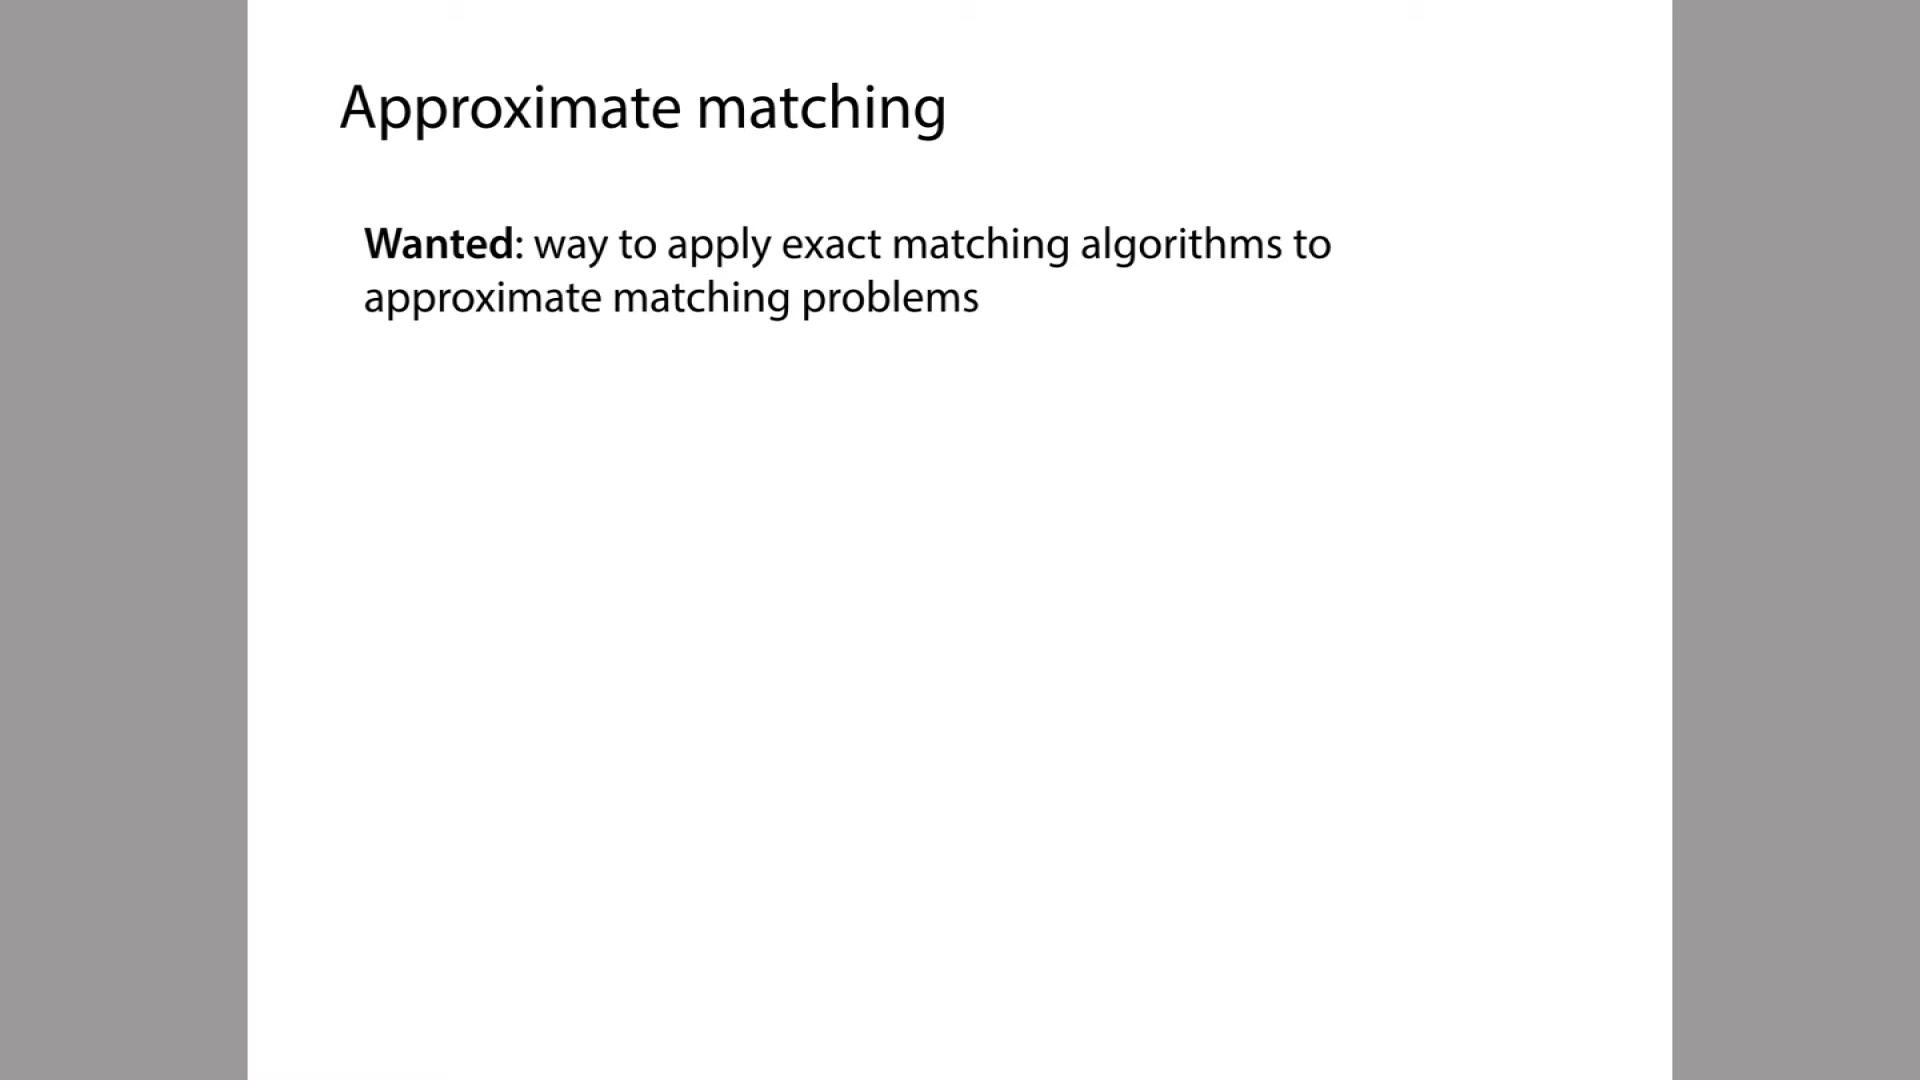 Approximate matching
Wanted: way to apply exact matching algorithms to
approximate matching problems